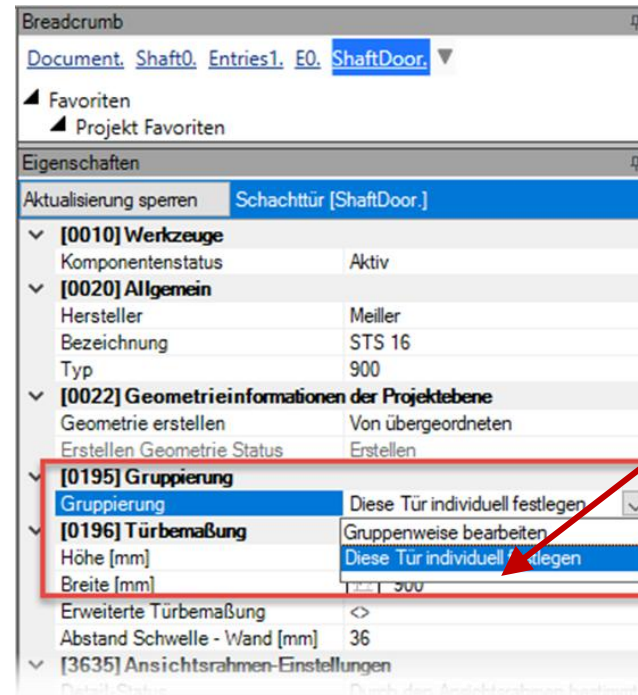 Breadcrumb
Document. Shaft0. Entries1. E0. ShaftDoor.
Favoriten
Projekt Favoriten
Eigenschaften
Aktualisierung sperren Schachttür [ShaftDoor.]
[0010] Werkzeuge
Komponentenstatus Aktiv
[0020] Allgemein
Hersteller Meiller
Bezeichnung STS 16
Typ 900
[0022] Geometrieinformationen der Projektebene
Geometrie erstellen Von übergeordneten
Erstellen Geometrie Status Erstellen
[0195] Gruppierung
Gruppierung Diese Tür individuell festlegen
Gruppenweise bearbeiten
[0196] Türbemaßung
Diese Tür individuell festlegen
Höhe [mm]
Breite [mm] 900
Erweiterte Türbemaßung <>
Abstand Schwelle - Wand [mm] 36
[3635] Ansichtsrahmen-Einstellungen